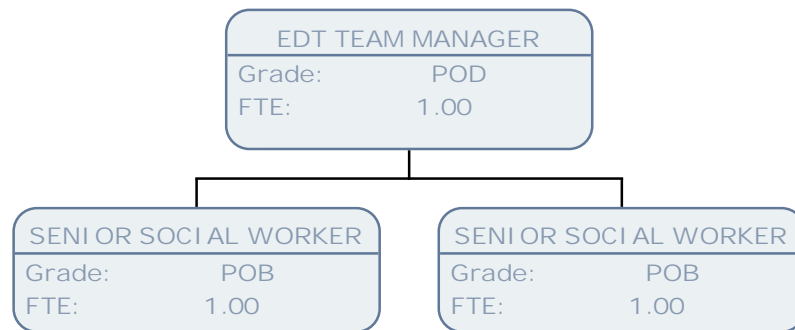 EDT TEAM MANAGER
Grade: POD
FTE: 1.00
SENIOR SOCIAL WORKER
Grade: POB
FTE: 1.00
SENIOR SOCIAL WORKER
Grade: POB
FTE: 1.00